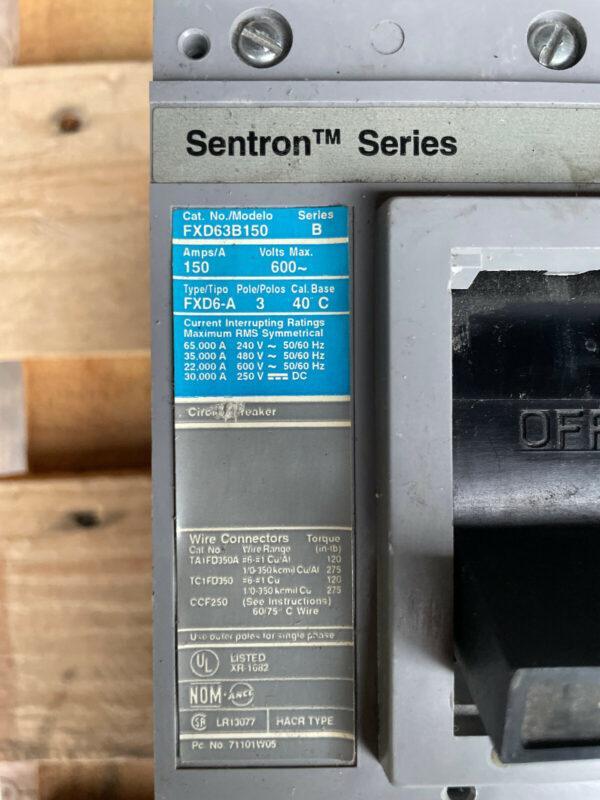 Sentron™ Series
Cat. No./Modelo Series
FXD63B150 B
Amps/A Volts Max.
150 600~
Type/Tipo Pole/Polos Cal. Base
FXD6-A 3 40° C
Current Interrupting Ratings
Maximum RMS Symmetrical
65,000 A 240 V ~ 50/60 Hz
35,000 A 480 V ~ 50/60 Hz
22,000 A 600 V ~ 50/60 Hz
30,000 A 250 V ⎓ DC
Circuit Breaker
Wire Connectors Torque
Cat No. Wire Range (in-lb)
TA1FD350A #6-#1 Cu/Al 120
1/0-350 kcmil Cu/Al 275
TC1FD350 #6-#1 Cu 120
1/0-350 kcmil Cu 275
CCF250 (See Instructions)
60/75° C Wire
Use outer poles for single phase
UL LISTED
XR-1682
NOM-ANCE
SA LR13077 HACR TYPE
Pc. No. 71101W05
OFF